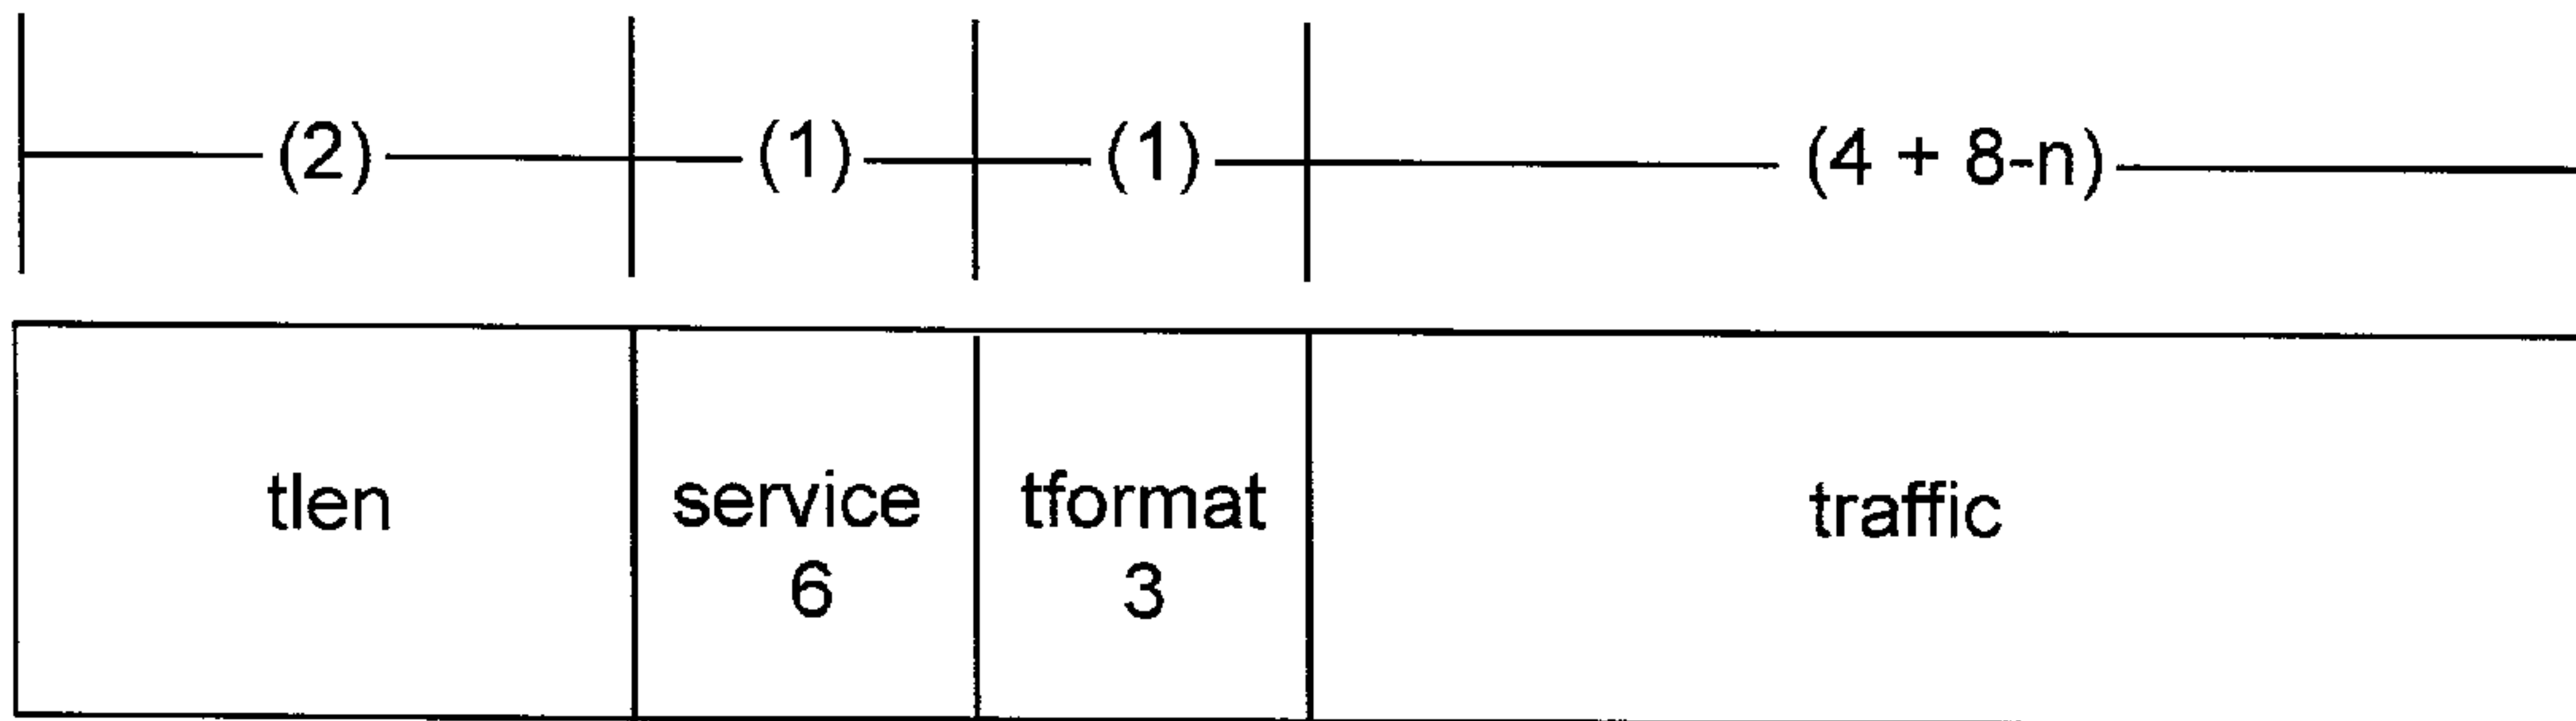 (2) (1) (1) (4 + 8-n)
tlen service tformat traffic
6 3